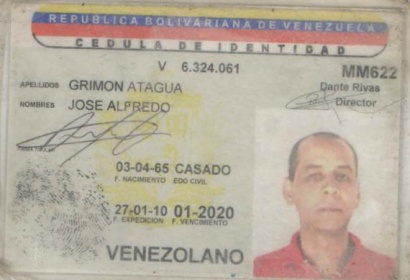 REPUBLICA BOLIVARIANA DE VENEZUELA
CEDULA DE IDENTIDAD
V 6.324.061
MM622
APELLIDOS GRIMON ATAGUA
Dante Rivas
NOMBRES JOSE ALFREDO
Director
03-04-65 CASADO
F. NACIMIENTO EDO CIVIL
27-01-10 01-2020
F. EXPEDICION F. VENCIMIENTO
VENEZOLANO